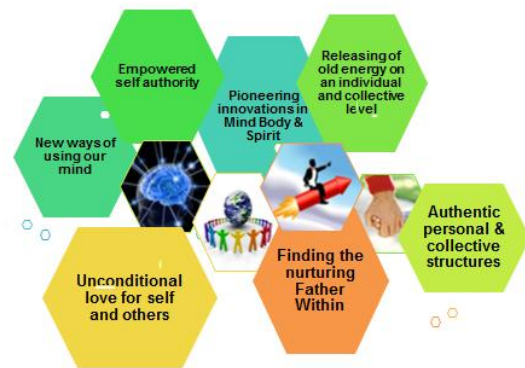 Empowered
self authority
Pioneering
innovations in
Mind Body &
Spirit
Releasing of
old energy on
an individual
and collective
level
New ways of
using our
mind
Authentic
personal &
collective
structures
Unconditional
love for self
and others
Finding the
nurturing
Father
Within